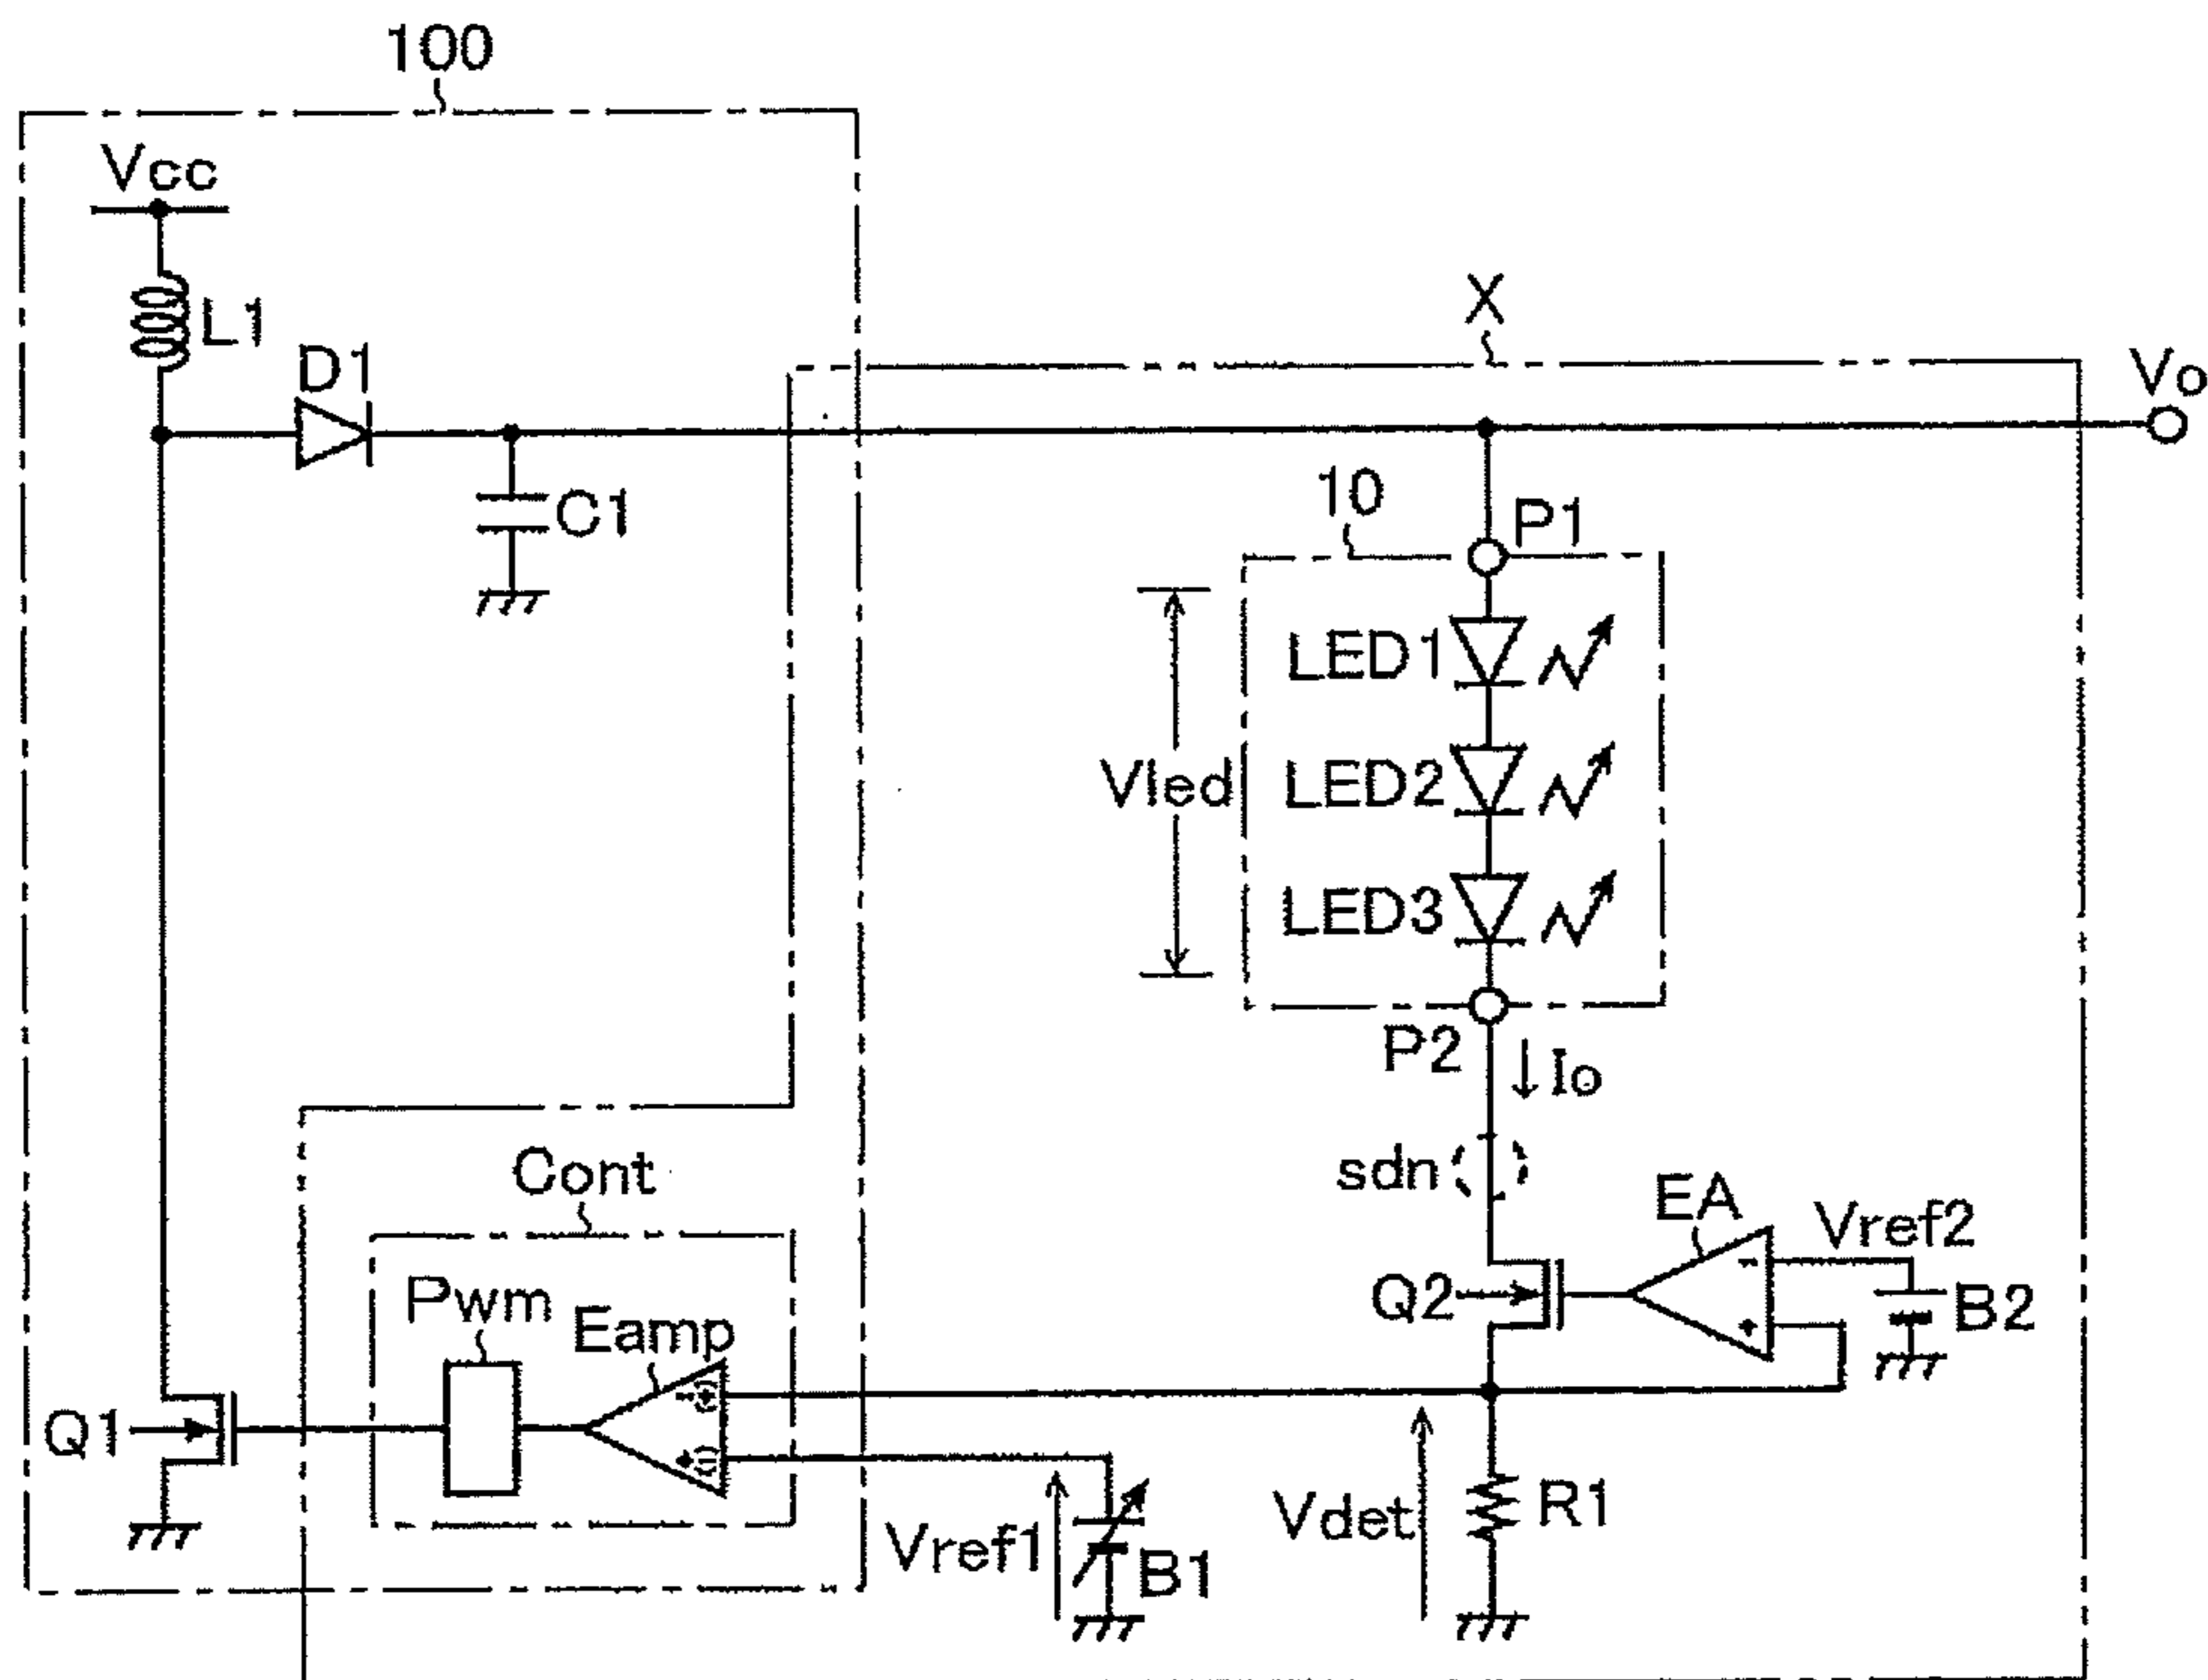 100
Vcc
L1
D1
C1
X
Vo
10
P1
LED1
Vled
LED2
LED3
P2
Io
sdn
Cont
Pwm
Eamp
EA
Vref2
Q2
B2
-
+
- (+)
+ (-)
Q1
Vref1
B1
Vdet
R1